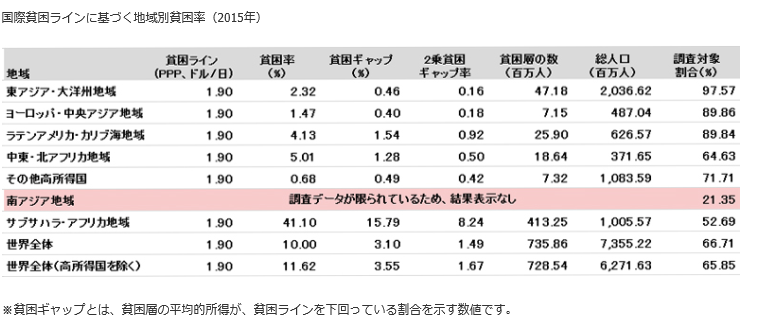 国際貧困ラインに基づく地域別貧困率（2015年）
地域 貧困ライン（PPP、ドル/日） 貧困率（%） 貧困ギャップ（%） 2乗貧困ギャップ率 貧困層の数（百万人） 総人口（百万人） 調査対象割合（%）
東アジア・大洋州地域 1.90 2.32 0.46 0.16 47.18 2,036.62 97.57
ヨーロッパ・中央アジア地域 1.90 1.47 0.40 0.18 7.15 487.04 89.86
ラテンアメリカ・カリブ海地域 1.90 4.13 1.54 0.92 25.90 626.57 89.84
中東・北アフリカ地域 1.90 5.01 1.28 0.50 18.64 371.65 64.63
その他高所得国 1.90 0.68 0.49 0.42 7.32 1,083.59 71.71
南アジア地域 調査データが限られているため、結果表示なし 21.35
サブサハラ・アフリカ地域 1.90 41.10 15.79 8.24 413.25 1,005.57 52.69
世界全体 1.90 10.00 3.10 1.49 735.86 7,355.22 66.71
世界全体（高所得国を除く） 1.90 11.62 3.55 1.67 728.54 6,271.63 65.85
※貧困ギャップとは、貧困層の平均的所得が、貧困ラインを下回っている割合を示す数値です。